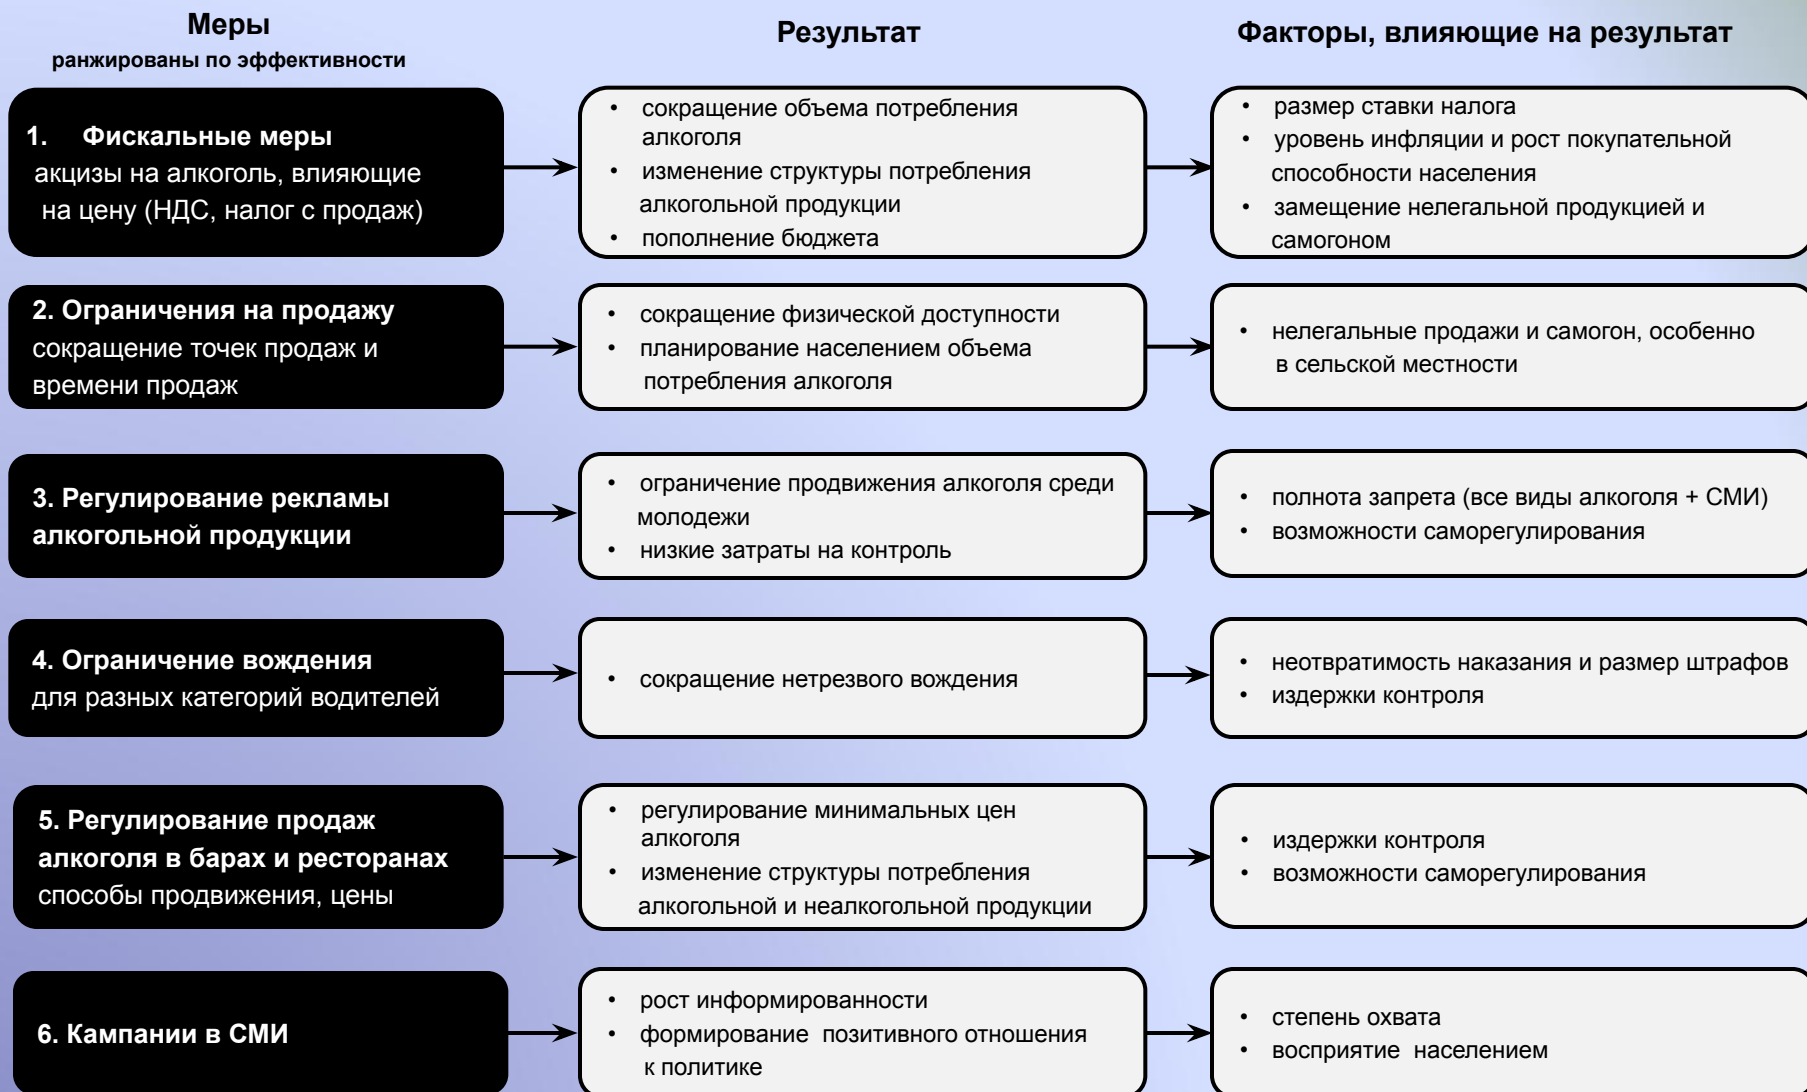 Меры
ранжированы по эффективности
Результат
Факторы, влияющие на результат
1. Фискальные меры
акцизы на алкоголь, влияющие
на цену (НДС, налог с продаж)
• сокращение объема потребления
алкоголя
• изменение структуры потребления
алкогольной продукции
• пополнение бюджета
• размер ставки налога
• уровень инфляции и рост покупательной
способности населения
• замещение нелегальной продукцией и
самогоном
2. Ограничения на продажу
сокращение точек продаж и
времени продаж
• сокращение физической доступности
• планирование населением объема
потребления алкоголя
• нелегальные продажи и самогон, особенно
в сельской местности
3. Регулирование рекламы
алкогольной продукции
• ограничение продвижения алкоголя среди
молодежи
• низкие затраты на контроль
• полнота запрета (все виды алкоголя + СМИ)
• возможности саморегулирования
4. Ограничение вождения
для разных категорий водителей
• сокращение нетрезвого вождения
• неотвратимость наказания и размер штрафов
• издержки контроля
5. Регулирование продаж
алкоголя в барах и ресторанах
способы продвижения, цены
• регулирование минимальных цен
алкоголя
• изменение структуры потребления
алкогольной и неалкогольной продукции
• издержки контроля
• возможности саморегулирования
6. Кампании в СМИ
• рост информированности
• формирование позитивного отношения
к политике
• степень охвата
• восприятие населением